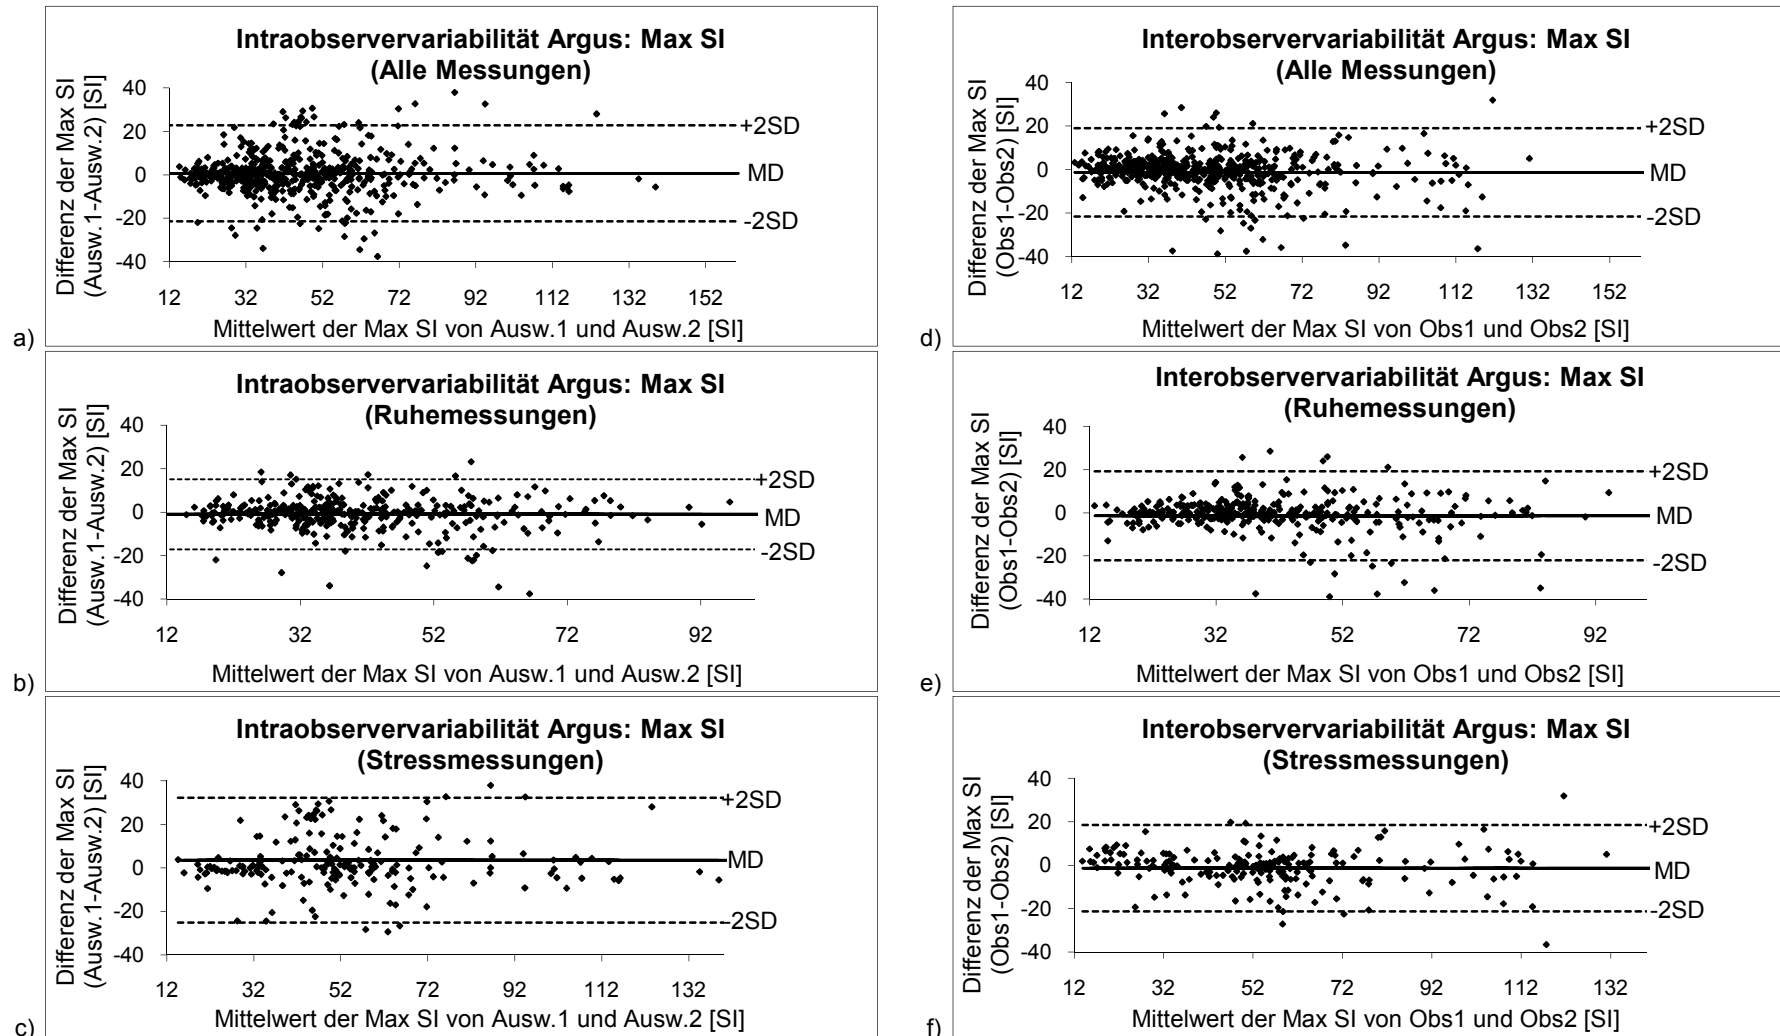 Intraobservervariabilität Argus: Max SI
(Alle Messungen)
Differenz der Max SI
(Ausw.1-Ausw.2) [SI]
40
20
0
-20
-40
+2SD
MD
-2SD
12 32 52 72 92 112 132 152
Mittelwert der Max SI von Ausw.1 und Ausw.2 [SI]
a)
Intraobservervariabilität Argus: Max SI
(Ruhemessungen)
Differenz der Max SI
(Ausw.1-Ausw.2) [SI]
40
20
0
-20
-40
+2SD
MD
-2SD
12 32 52 72 92
Mittelwert der Max SI von Ausw.1 und Ausw.2 [SI]
b)
Intraobservervariabilität Argus: Max SI
(Stressmessungen)
Differenz der Max SI
(Ausw.1-Ausw.2) [SI]
40
20
0
-20
-40
+2SD
MD
-2SD
12 32 52 72 92 112 132
Mittelwert der Max SI von Ausw.1 und Ausw.2 [SI]
c)
Interobservervariabilität Argus: Max SI
(Alle Messungen)
Differenz der Max SI
(Obs1-Obs2) [SI]
40
20
0
-20
-40
+2SD
MD
-2SD
12 32 52 72 92 112 132 152
Mittelwert der Max SI von Obs1 und Obs2 [SI]
d)
Interobservervariabilität Argus: Max SI
(Ruhemessungen)
Differenz der Max SI
(Obs1-Obs2) [SI]
40
20
0
-20
-40
+2SD
MD
-2SD
12 32 52 72 92
Mittelwert der Max SI von Obs1 und Obs2 [SI]
e)
Interobservervariabilität Argus: Max SI
(Stressmessungen)
Differenz der Max SI
(Obs1-Obs2) [SI]
40
20
0
-20
-40
+2SD
MD
-2SD
12 32 52 72 92 112 132
Mittelwert der Max SI von Obs1 und Obs2 [SI]
f)